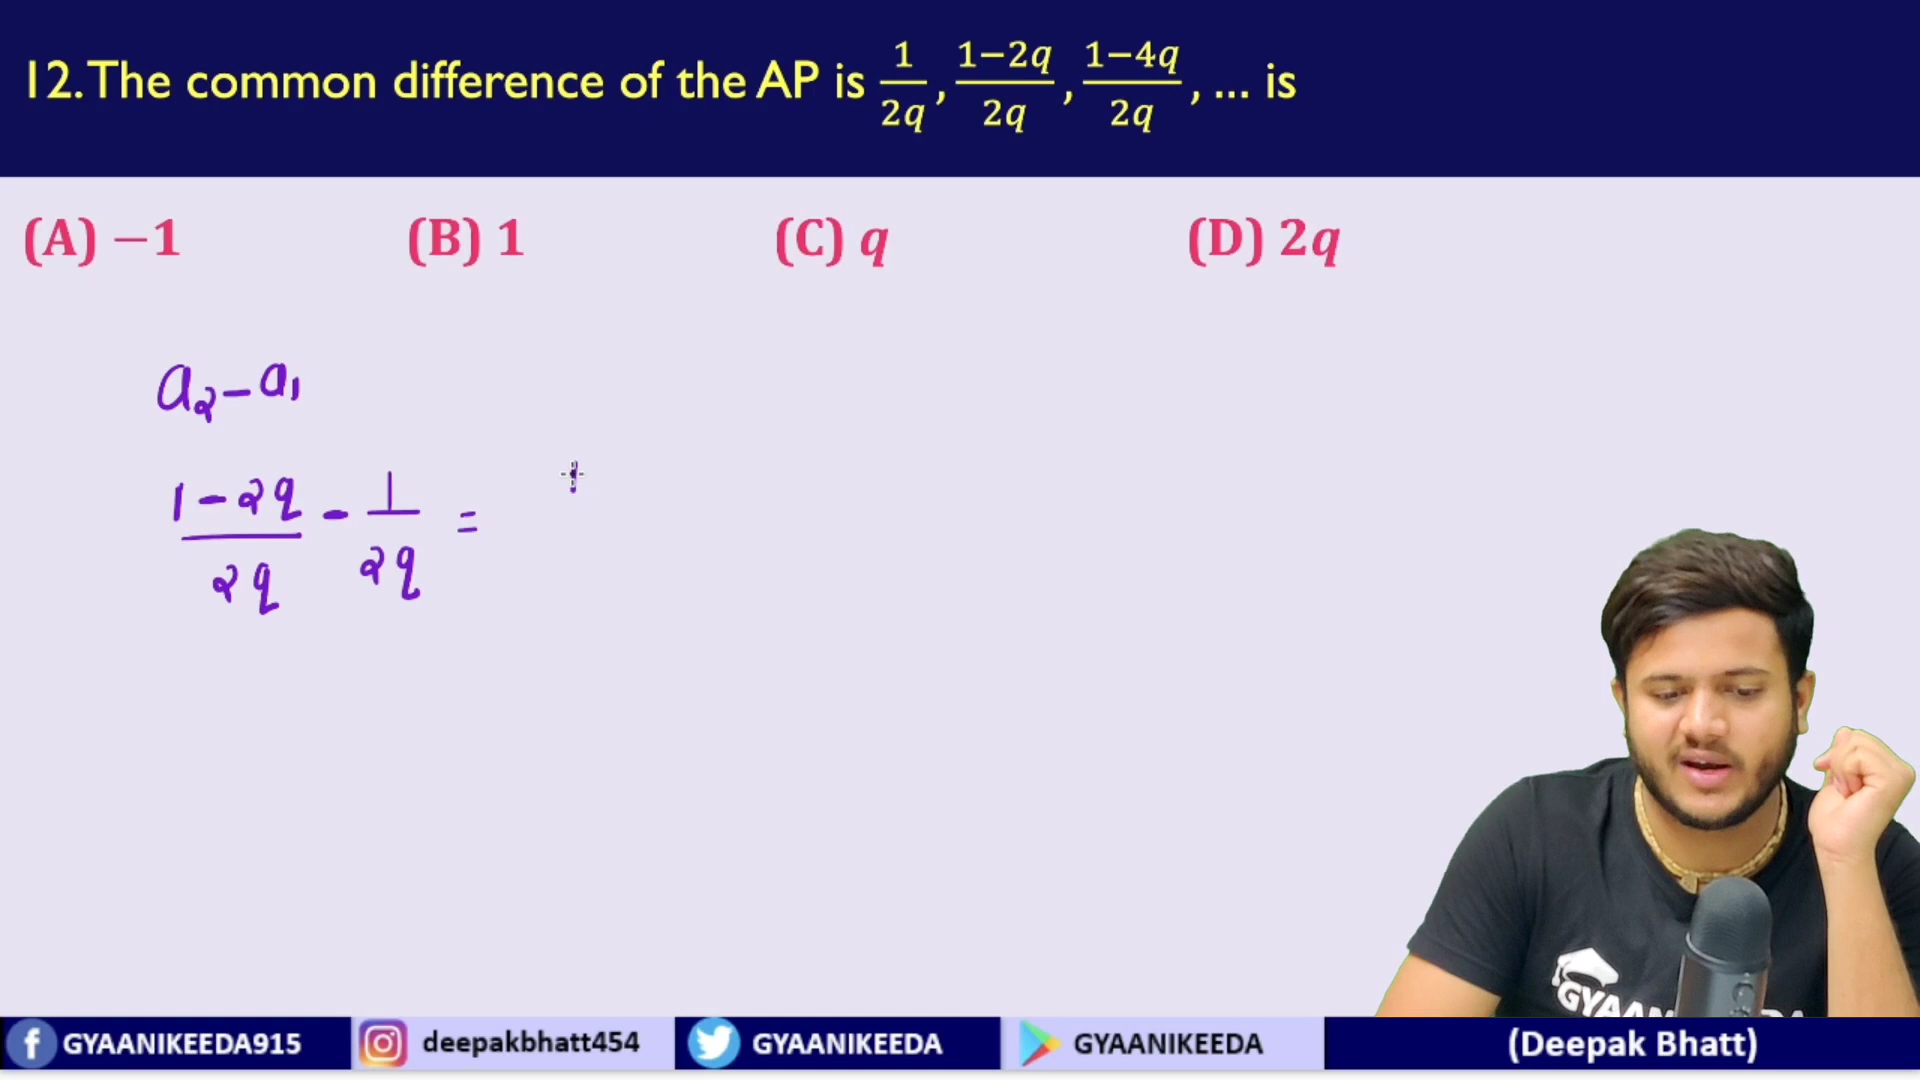 12. The common difference of the AP is 1/2q, 1−2q/2q, 1−4q/2q, ... is
(A) −1 (B) 1 (C) q (D) 2q
a₂ − a₁
1 − 2q/2q − 1/2q =
GYAANI
GYAANIKEEDA915 deepakbhatt454 GYAANIKEEDA GYAANIKEEDA (Deepak Bhatt)